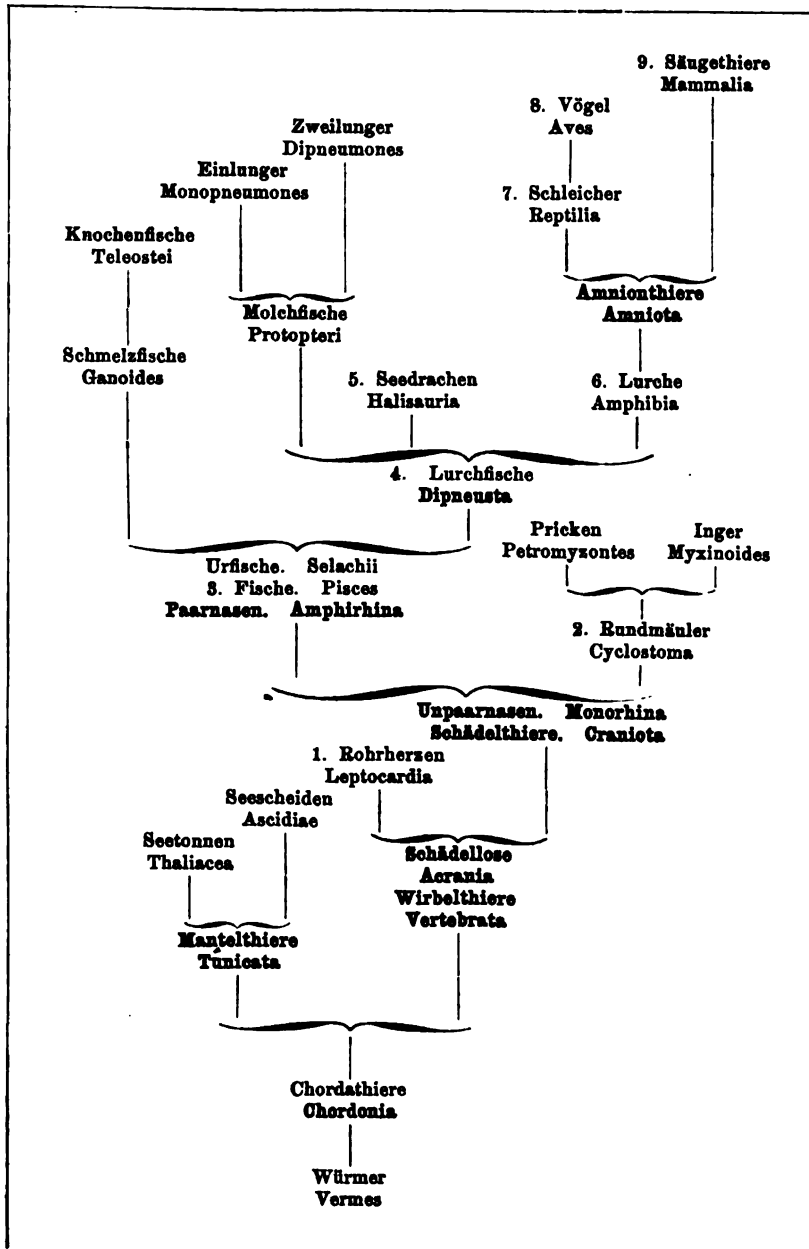 9. Säugethiere
Mammalia
8. Vögel
Aves
Zweilunger
Dipneumones
Einlunger
Monopneumones
7. Schleicher
Reptilia
Knochenfische
Teleostei
Amnionthiere
Amniota
Molchfische
Protopteri
Schmelzfische
Ganoides
5. Seedrachen
Halisauria
6. Lurche
Amphibia
4. Lurchfische
Dipneusta
Pricken
Petromyzontes
Inger
Myxinoides
Urfische. Selachii
3. Fische. Pisces
Paarnasen. Amphirhina
2. Rundmäuler
Cyclostoma
Unpaarnasen. Monorhina
Schädelthiere. Craniota
1. Rohrherzen
Leptocardia
Seescheiden
Ascidiae
Seetonnen
Thaliacea
Schädellose
Acrania
Wirbelthiere
Vertebrata
Mantelthiere
Tunicata
Chordathiere
Chordonia
Würmer
Vermes